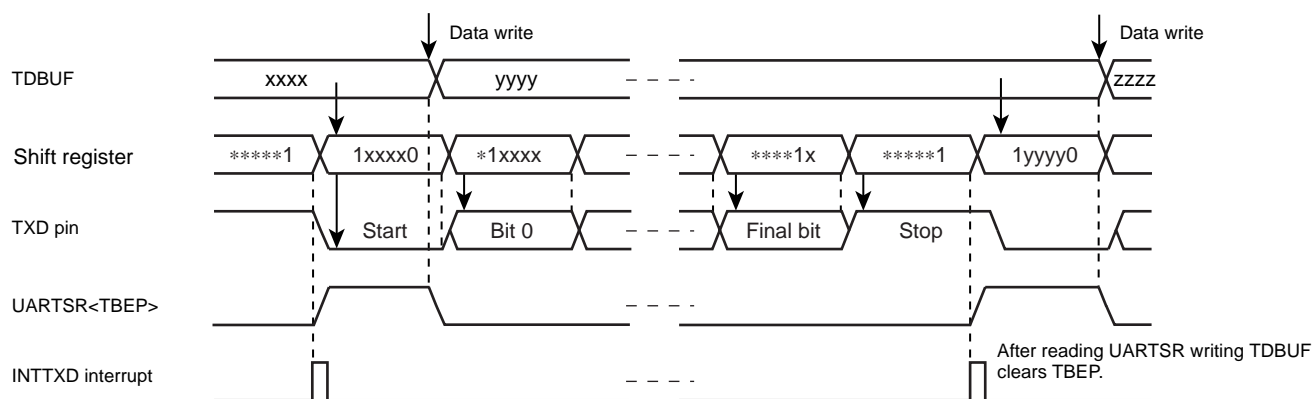 Data write Data write
TDBUF xxxx yyyy zzzz
Shift register *****1 1xxxx0 *1xxxx ****1x *****1 1yyyy0
TXD pin Start Bit 0 Final bit Stop
UARTSR<TBEP>
After reading UARTSR writing TDBUF
clears TBEP.
INTTXD interrupt